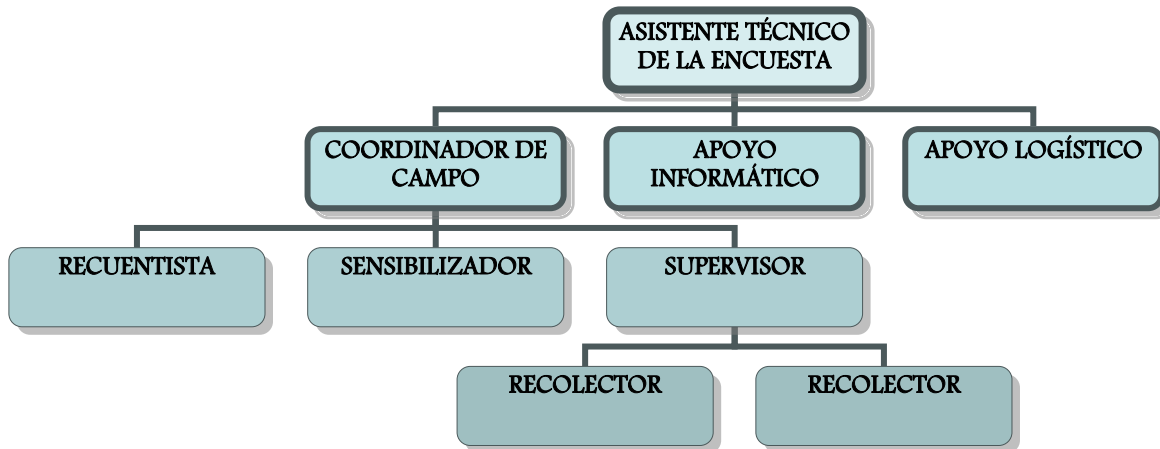 ASISTENTE TÉCNICO
DE LA ENCUESTA
COORDINADOR DE
CAMPO
APOYO
INFORMÁTICO
APOYO LOGÍSTICO
RECUENTISTA
SENSIBILIZADOR
SUPERVISOR
RECOLECTOR
RECOLECTOR